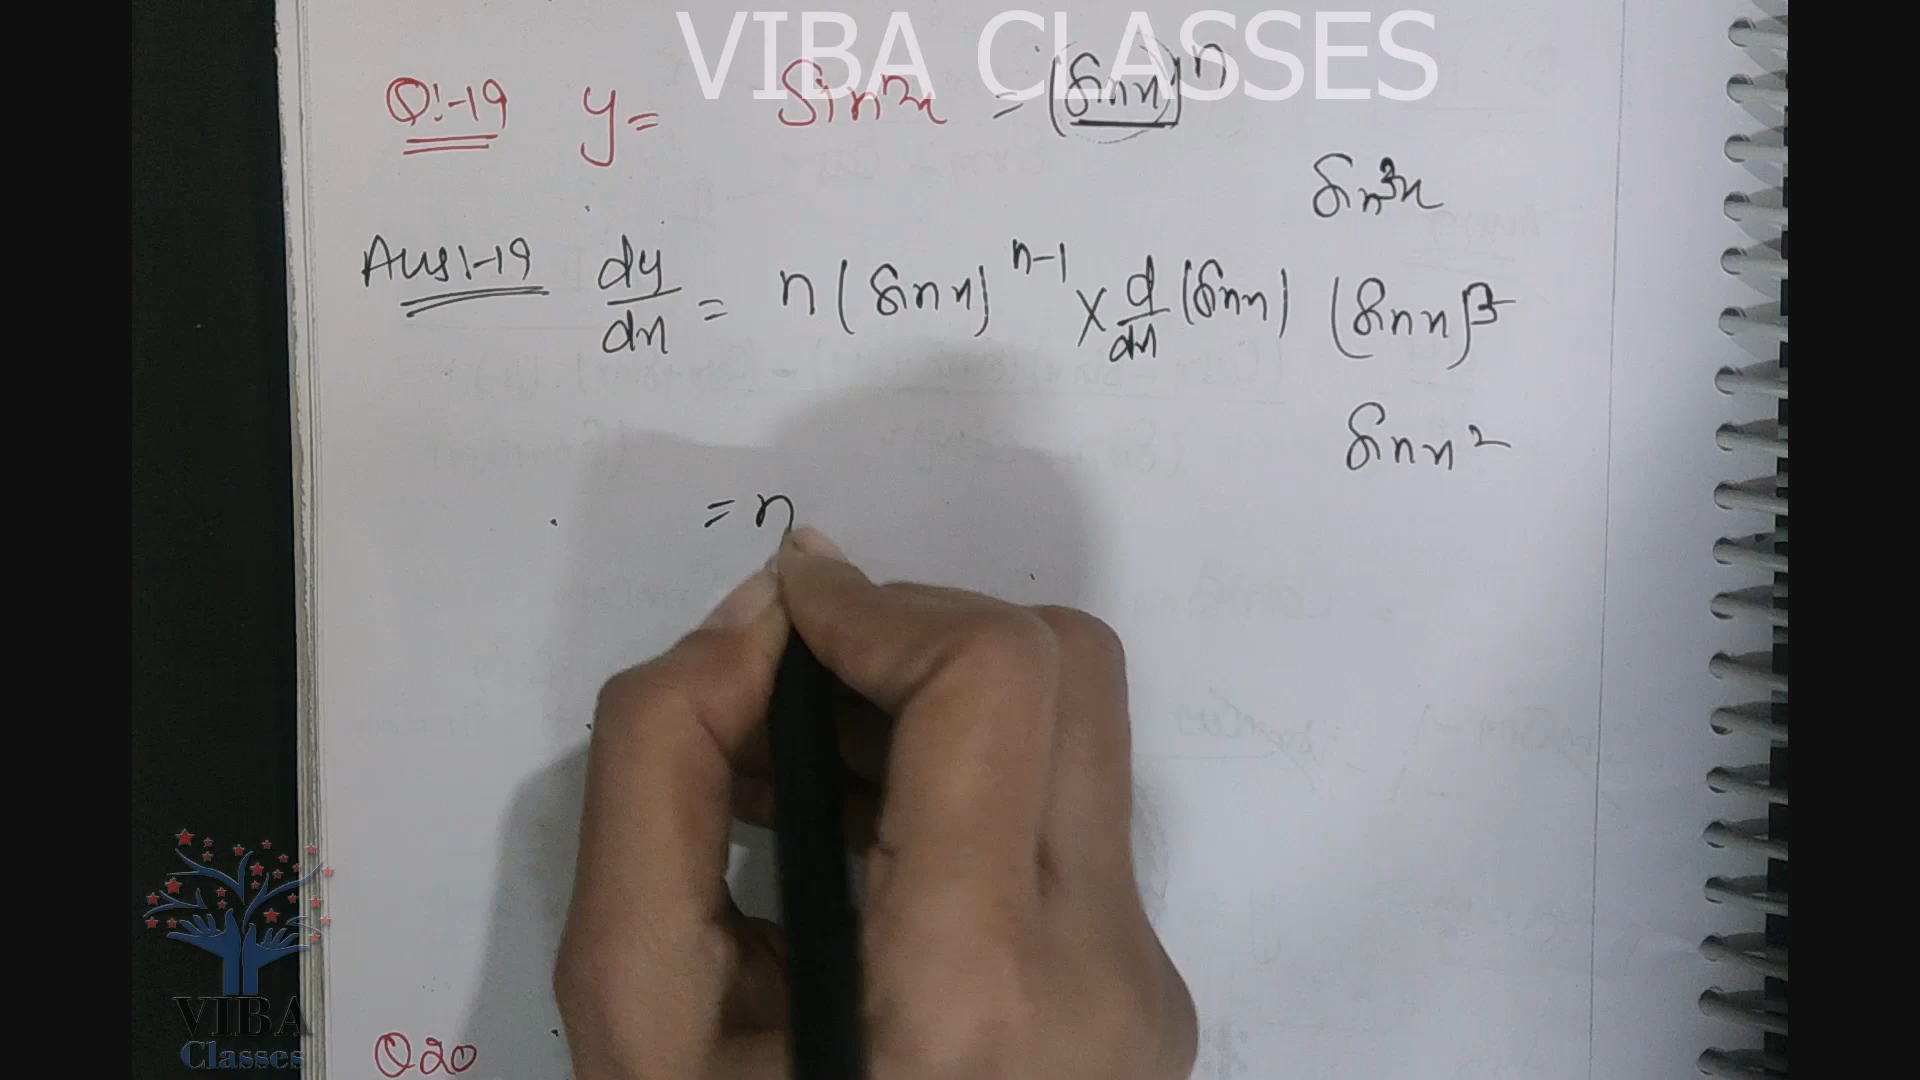 VIBA CLASSES
Q:-19 y = Sinⁿx = (Sinx)ⁿ
Sin³x
Ans:-19 dy/dx = n(Sinx)ⁿ⁻¹ × d/dx (Sinx) (Sinx)³
Sinx²
= n
VIBA
Classes
Q20